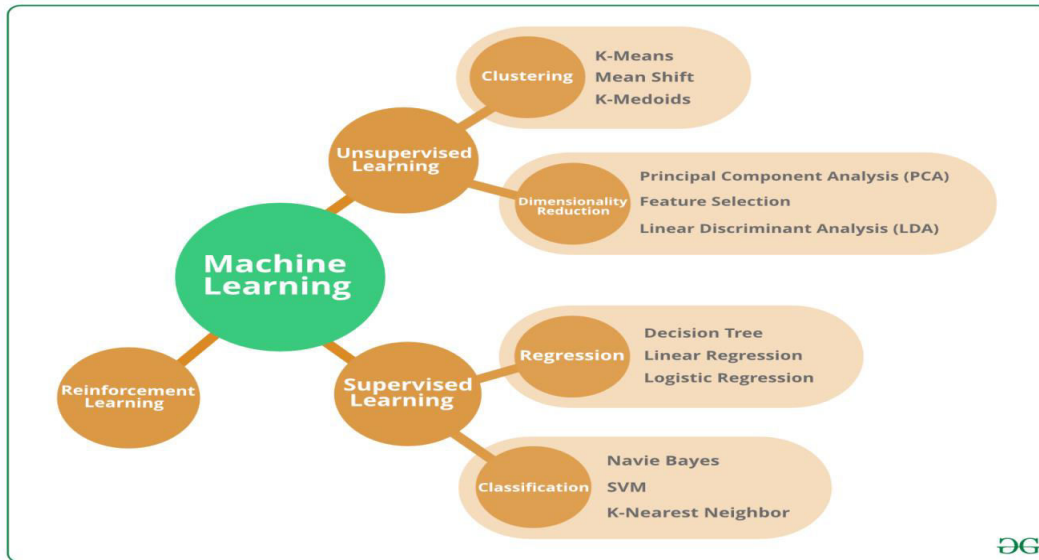 Clustering
K-Means
Mean Shift
K-Medoids
Unsupervised
Learning
Dimensionality
Reduction
Principal Component Analysis (PCA)
Feature Selection
Linear Discriminant Analysis (LDA)
Machine
Learning
Reinforcement
Learning
Supervised
Learning
Regression
Decision Tree
Linear Regression
Logistic Regression
Classification
Navie Bayes
SVM
K-Nearest Neighbor